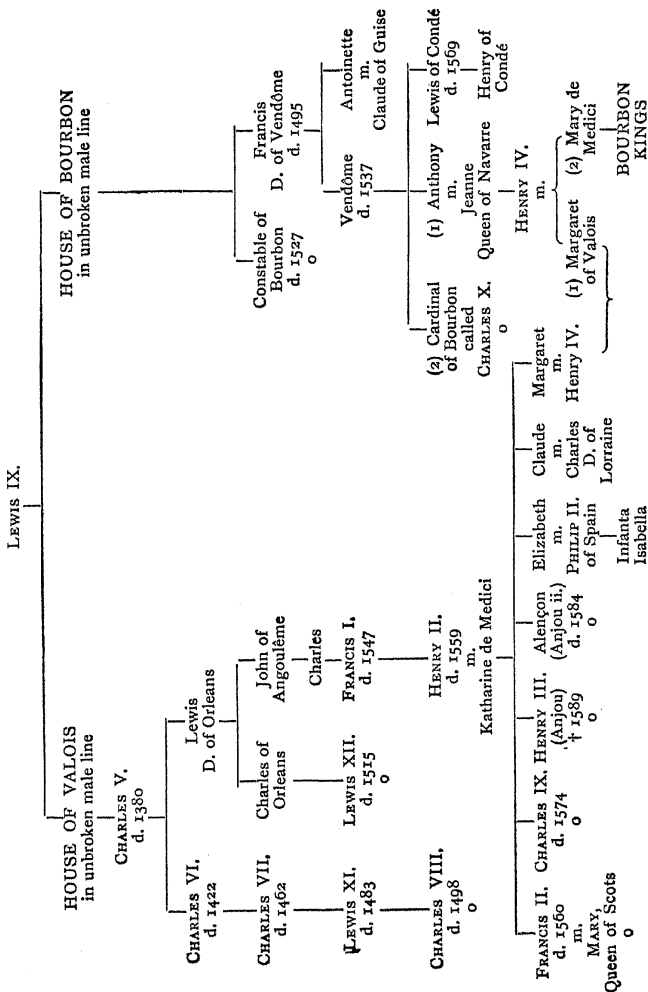 LEWIS IX.
HOUSE OF VALOIS
in unbroken male line
CHARLES V.
d. 1380
CHARLES VI.
d. 1422
CHARLES VII.
d. 1462
LEWIS XI.
d. 1483
CHARLES VIII.
d. 1498
o
Lewis
D. of Orleans
Charles of
Orleans
LEWIS XII.
d. 1515
o
John of
Angoulême
Charles
FRANCIS I.
d. 1547
HENRY II.
d. 1559
m.
Katharine de Medici
FRANCIS II.
d. 1560
m.
MARY,
Queen of Scots
o
CHARLES IX.
d. 1574
o
HENRY III.
(Anjou)
† 1589
o
Alençon
(Anjou ii.)
d. 1584
o
Elizabeth
m.
PHILIP II.
of Spain
Infanta
Isabella
Claude
m.
Charles
D. of
Lorraine
Margaret
m.
Henry IV.
HOUSE OF BOURBON
in unbroken male line
Constable of
Bourbon
d. 1527
o
Francis
D. of Vendôme
d. 1495
Vendôme
d. 1537
Antoinette
m.
Claude of Guise
(2) Cardinal
of Bourbon
called
CHARLES X.
o
(1) Anthony
m.
Jeanne
Queen of Navarre
Lewis of Condé
d. 1569
Henry of
Condé
HENRY IV.
m.
(1) Margaret
of Valois
(2) Mary de
Medici
BOURBON
KINGS